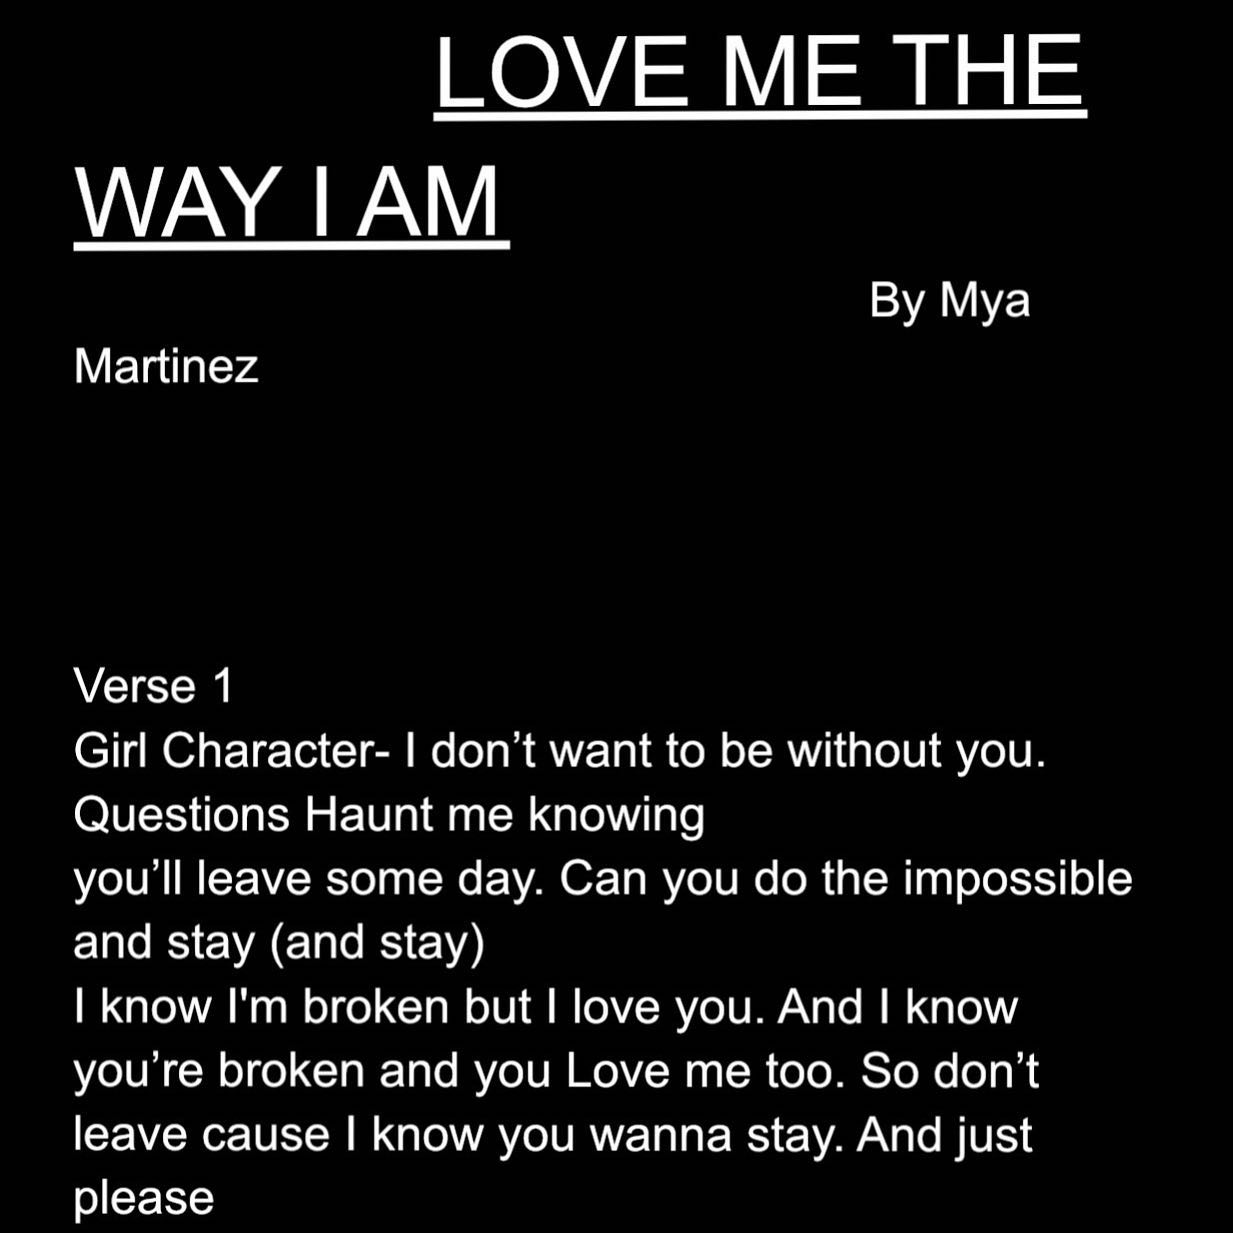 LOVE ME THE
WAY I AM
By Mya
Martinez
Verse 1
Girl Character- I don’t want to be without you.
Questions Haunt me knowing
you’ll leave some day. Can you do the impossible
and stay (and stay)
I know I'm broken but I love you. And I know
you’re broken and you Love me too. So don’t
leave cause I know you wanna stay. And just
please